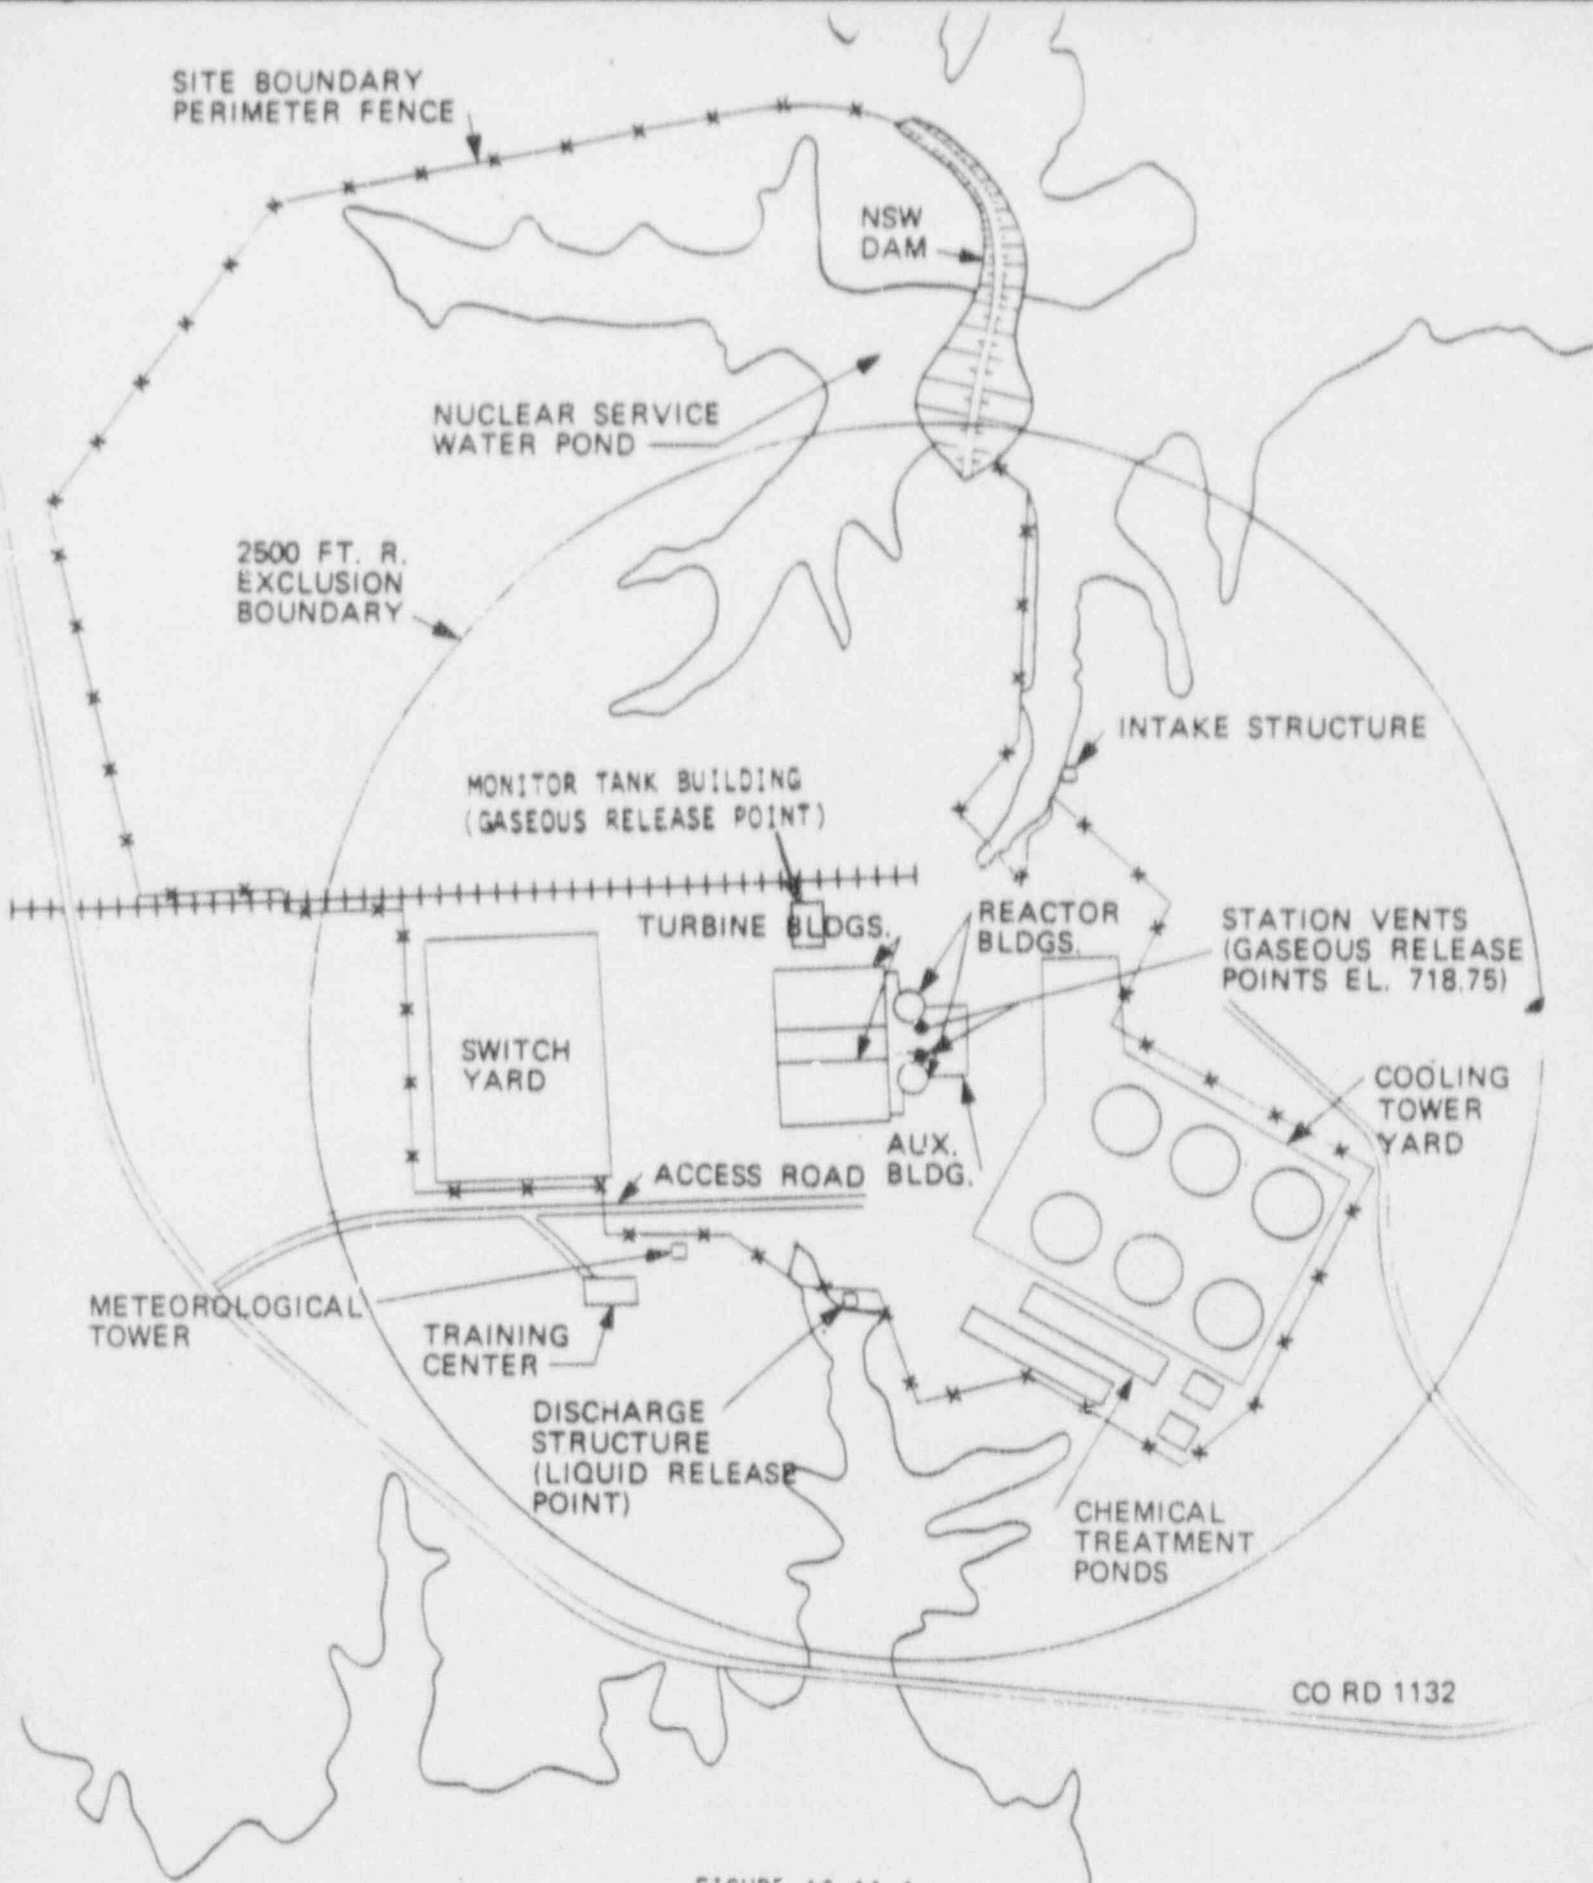 SITE BOUNDARY
PERIMETER FENCE
NSW
DAM
NUCLEAR SERVICE
WATER POND
2500 FT. R.
EXCLUSION
BOUNDARY
INTAKE STRUCTURE
MONITOR TANK BUILDING
(GASEOUS RELEASE POINT)
TURBINE BLDGS.
REACTOR
BLDGS.
STATION VENTS
(GASEOUS RELEASE
POINTS EL. 718.75)
SWITCH
YARD
COOLING
TOWER
YARD
AUX.
BLDG.
ACCESS ROAD
METEOROLOGICAL
TOWER
TRAINING
CENTER
DISCHARGE
STRUCTURE
(LIQUID RELEASE
POINT)
CHEMICAL
TREATMENT
PONDS
CO RD 1132
FIGURE